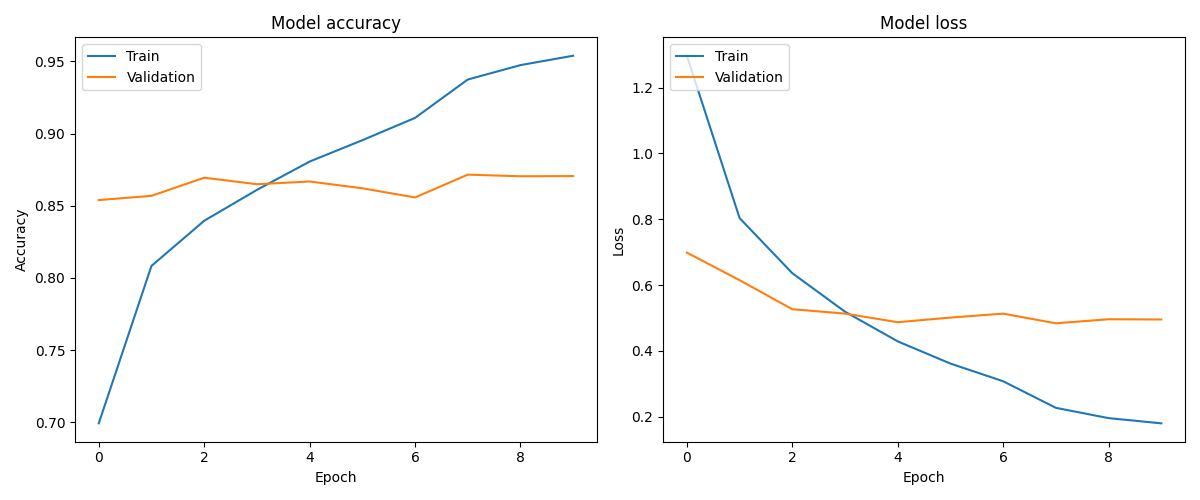 Model accuracy
Train
Validation
0.95
0.90
0.85
0.80
0.75
0.70
Accuracy
0 2 4 6 8
Epoch
Model loss
Train
Validation
1.2
1.0
0.8
0.6
0.4
0.2
Loss
0 2 4 6 8
Epoch